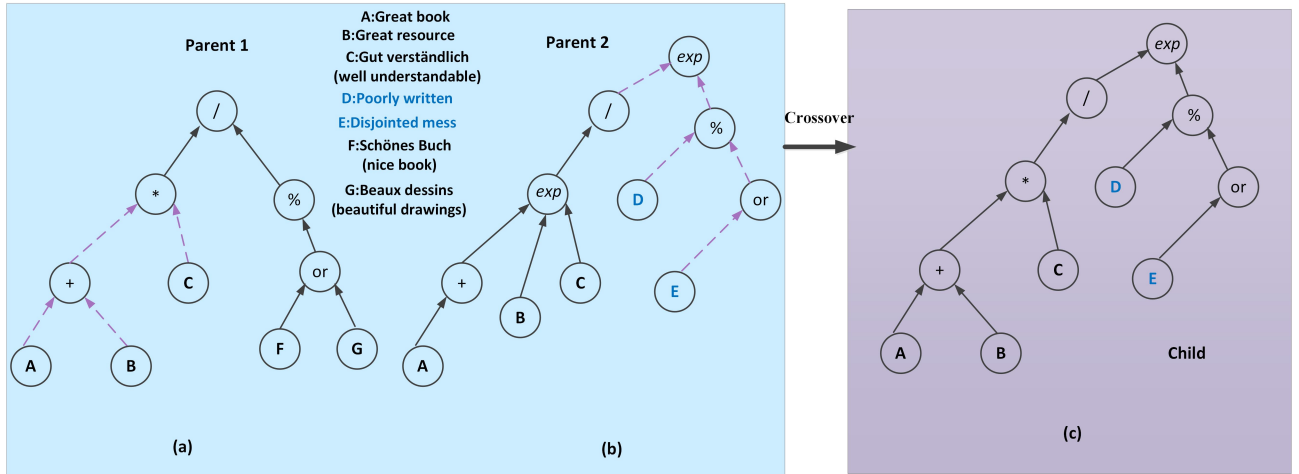 Parent 1
/
*
%
+
C
or
A
B
F
G
(a)
A:Great book
B:Great resource
C:Gut verständlich
(well understandable)
D:Poorly written
E:Disjointed mess
F:Schönes Buch
(nice book)
G:Beaux dessins
(beautiful drawings)
Parent 2
exp
/
%
exp
D
or
+
B
C
E
A
(b)
Crossover
exp
/
%
*
D
or
+
C
E
A
B
Child
(c)